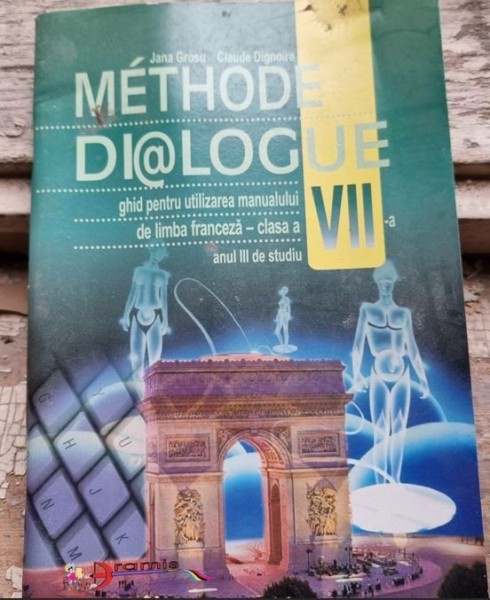 Jana Grosu Claude Dignoire
MÉTHODE
DI@LOGUE
ghid pentru utilizarea manualului
de limba franceză – clasa a VII-a
anul III de studiu
G
H
N
M
Y
U
J
K
Dramis